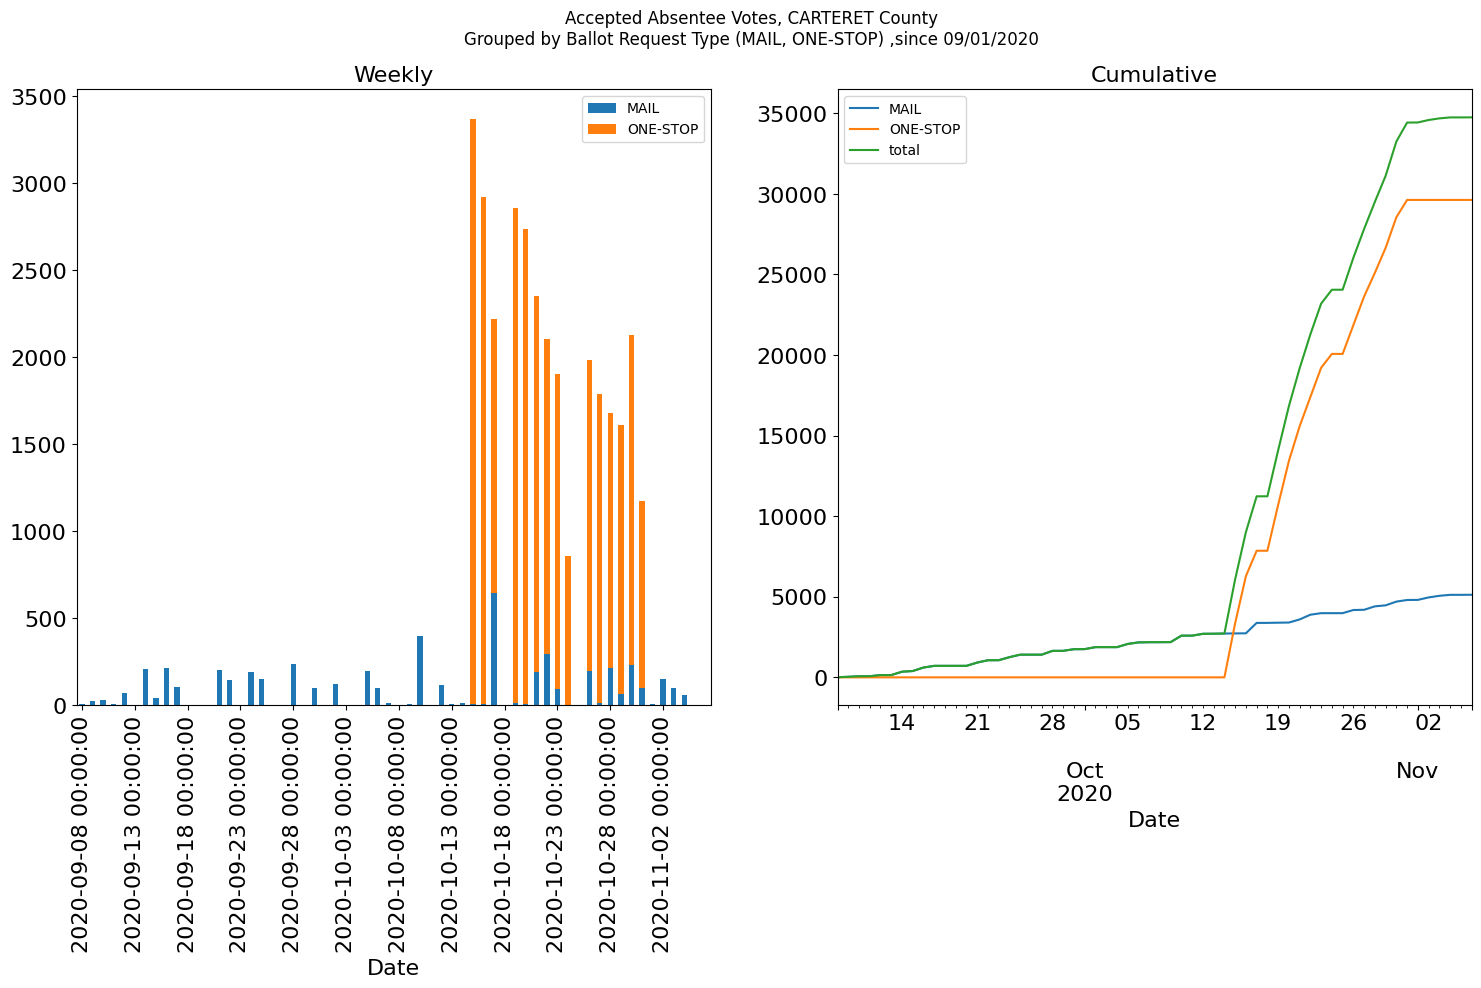 Accepted Absentee Votes, CARTERET County
Grouped by Ballot Request Type (MAIL, ONE-STOP) ,since 09/01/2020
Weekly
3500
3000
2500
2000
1500
1000
500
0
MAIL
ONE-STOP
2020-09-08 00:00:00
2020-09-13 00:00:00
2020-09-18 00:00:00
2020-09-23 00:00:00
2020-09-28 00:00:00
2020-10-03 00:00:00
2020-10-08 00:00:00
2020-10-13 00:00:00
2020-10-18 00:00:00
2020-10-23 00:00:00
2020-10-28 00:00:00
2020-11-02 00:00:00
Date
Cumulative
35000
30000
25000
20000
15000
10000
5000
0
MAIL
ONE-STOP
total
14 21 28 05 12 19 26 02
Oct Nov
2020
Date